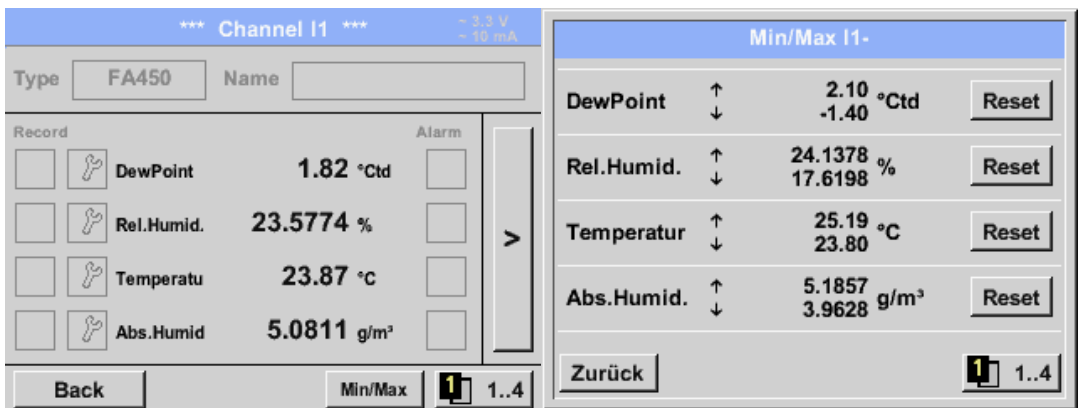 *** Channel I1 ***
~ 3.3 V
~ 10 mA
Type FA450 Name
Record Alarm
DewPoint 1.82 °Ctd
Rel.Humid. 23.5774 %
>
Temperatu 23.87 °C
Abs.Humid 5.0811 g/m³
Back Min/Max 1 1..4
Min/Max I1-
DewPoint ↑ 2.10 °Ctd Reset
↓ -1.40
Rel.Humid. ↑ 24.1378 % Reset
↓ 17.6198
Temperatur ↑ 25.19 °C Reset
↓ 23.80
Abs.Humid. ↑ 5.1857 g/m³ Reset
↓ 3.9628
Zurück 1 1..4